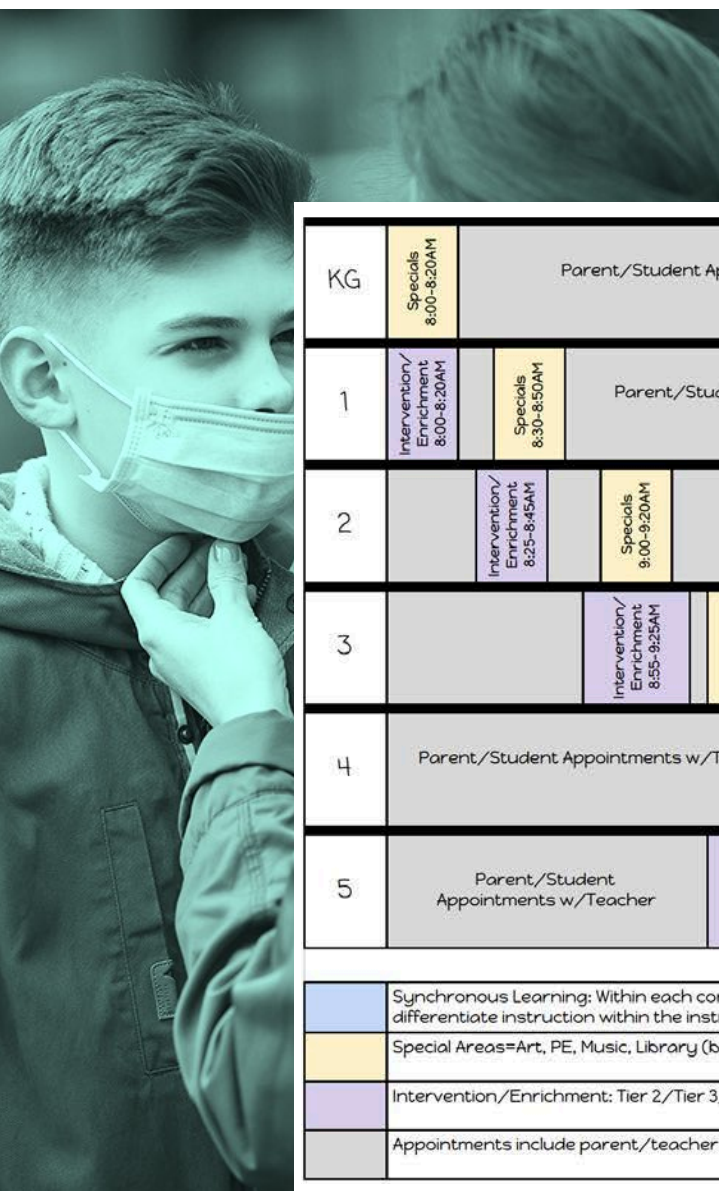 KG
Specials
8:00-8:20AM
Parent/Student Ap
1
Intervention/
Enrichment
8:00-8:20AM
Specials
8:30-8:50AM
Parent/Stud
2
Intervention/
Enrichment
8:25-8:45AM
Specials
9:00-9:20AM
3
Intervention/
Enrichment
8:55-9:25AM
4
Parent/Student Appointments w/T
5
Parent/Student
Appointments w/Teacher
Synchronous Learning: Within each co
differentiate instruction within the inst
Special Areas=Art, PE, Music, Library (b
Intervention/Enrichment: Tier 2/Tier 3
Appointments include parent/teacher